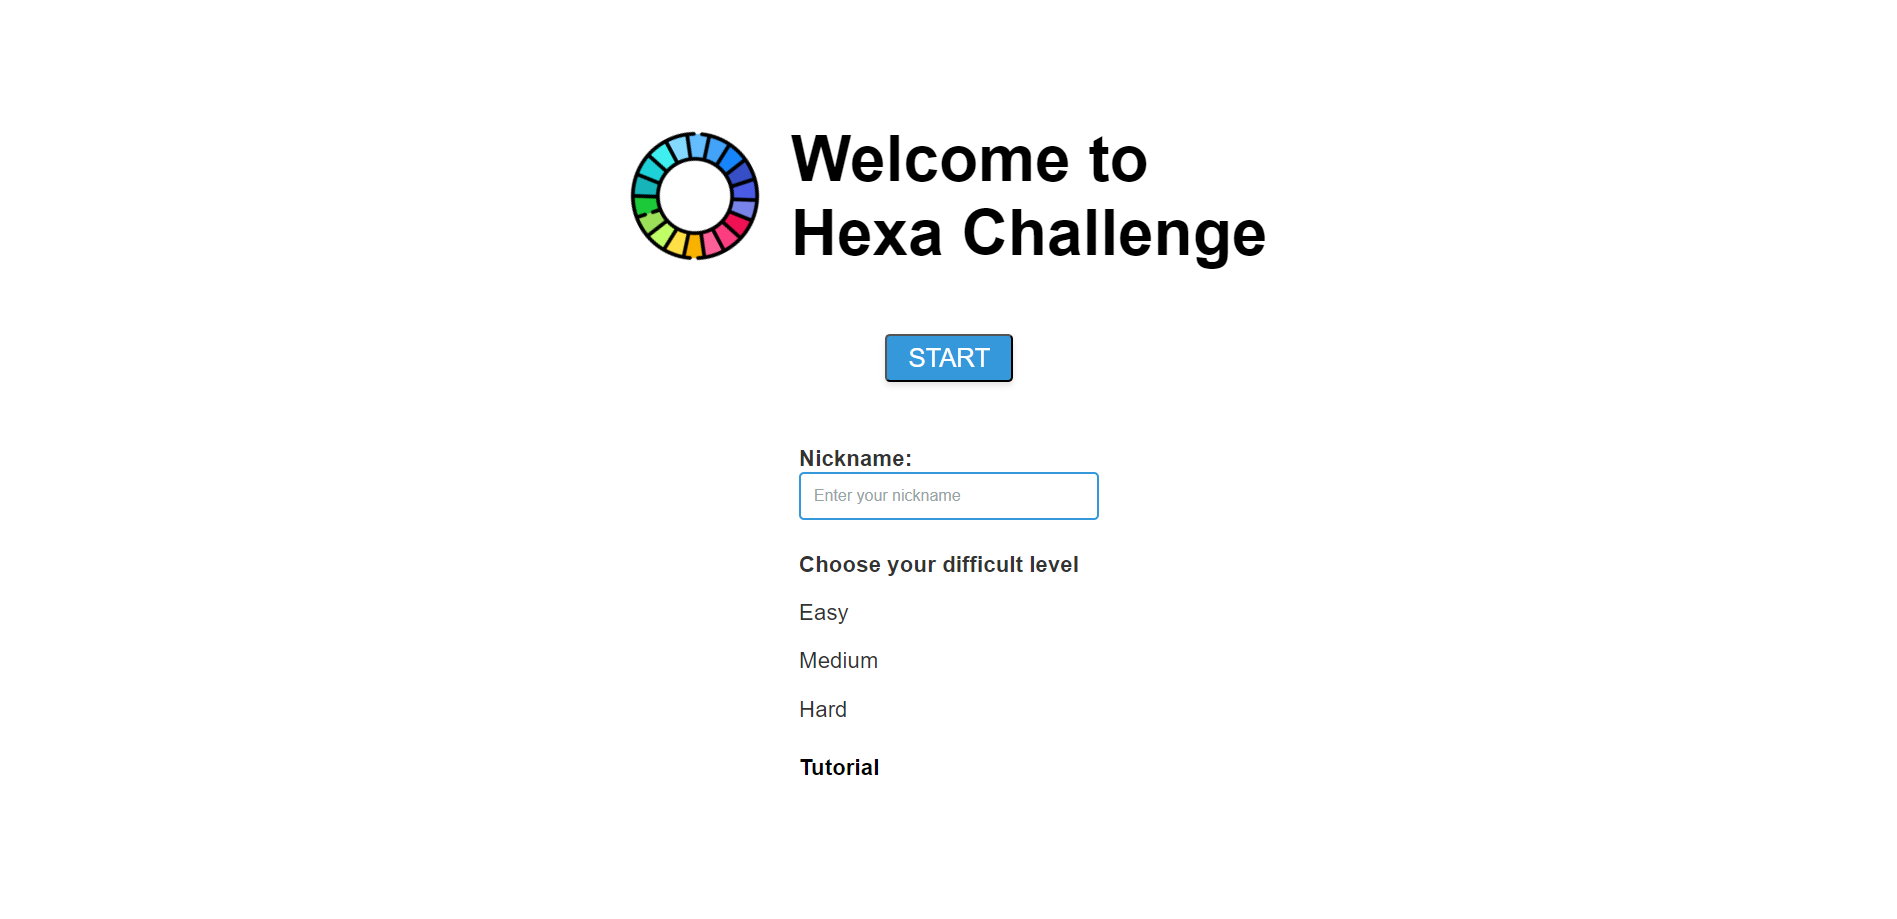 Welcome to
Hexa Challenge
START
Nickname:
Enter your nickname
Choose your difficult level
Easy
Medium
Hard
Tutorial